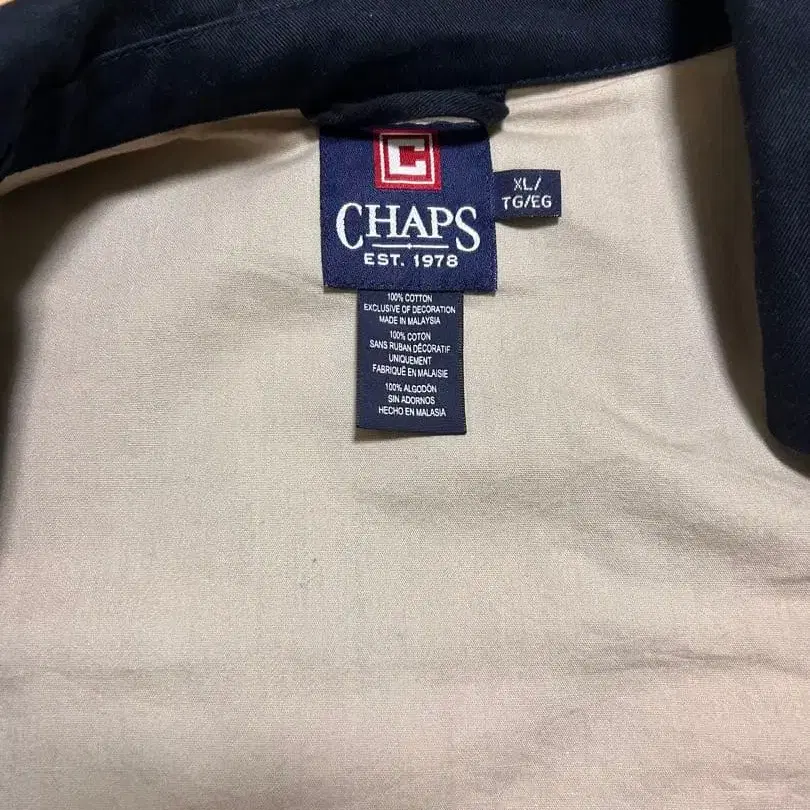 C
CHAPS
EST. 1978
XL/
TG/EG
100% COTTON
EXCLUSIVE OF DECORATION
MADE IN MALAYSIA
100% COTON
SANS RUBAN DÉCORATIF
UNIQUEMENT
FABRIQUÉ EN MALAISIE
100% ALGODÓN
SIN ADORNOS
HECHO EN MALASIA